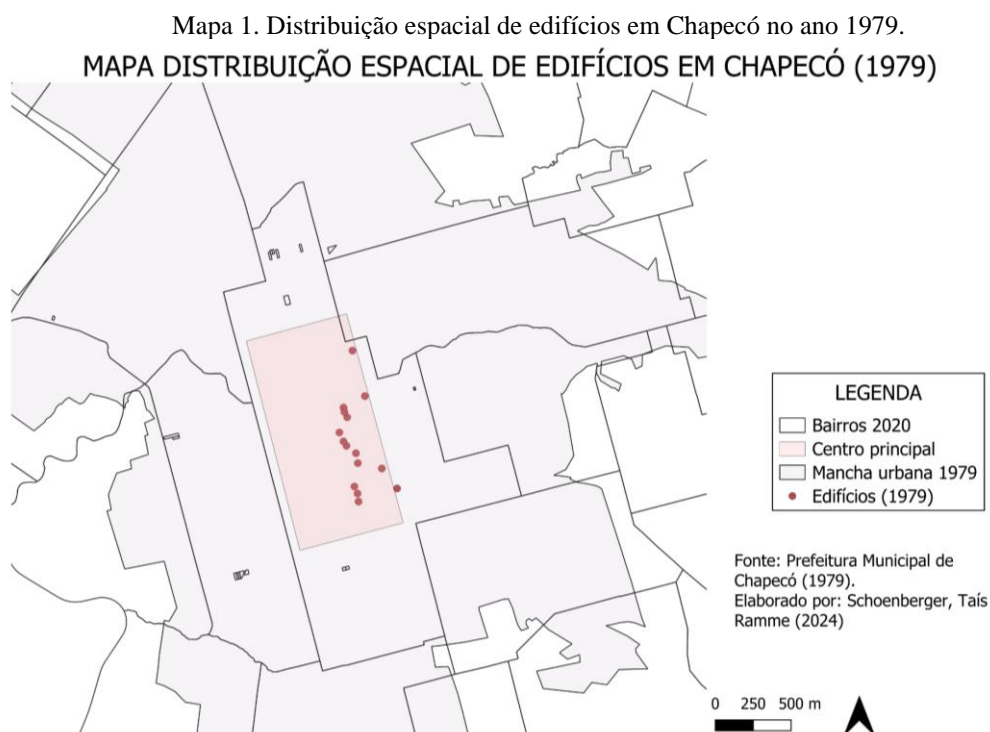 Mapa 1. Distribuição espacial de edifícios em Chapecó no ano 1979.
MAPA DISTRIBUIÇÃO ESPACIAL DE EDIFÍCIOS EM CHAPECÓ (1979)
LEGENDA
Bairros 2020
Centro principal
Mancha urbana 1979
Edifícios (1979)
Fonte: Prefeitura Municipal de
Chapecó (1979).
Elaborado por: Schoenberger, Taís
Ramme (2024)
0 250 500 m